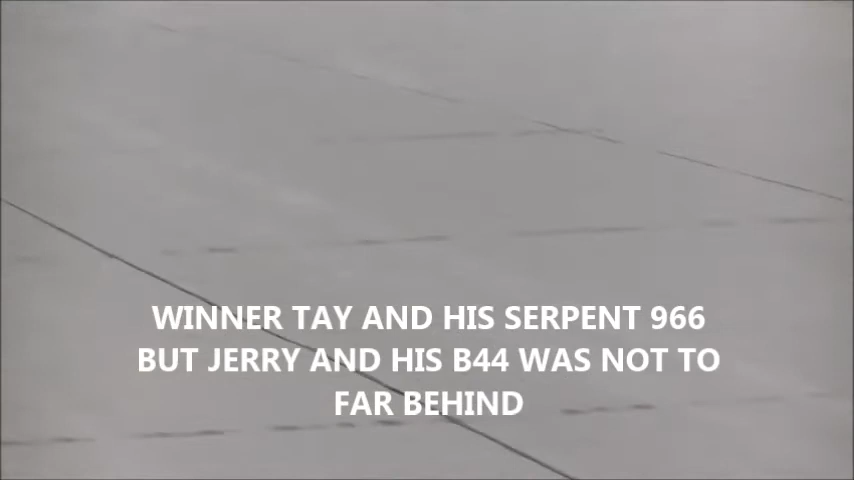 WINNER TAY AND HIS SERPENT 966
BUT JERRY AND HIS B44 WAS NOT TO
FAR BEHIND